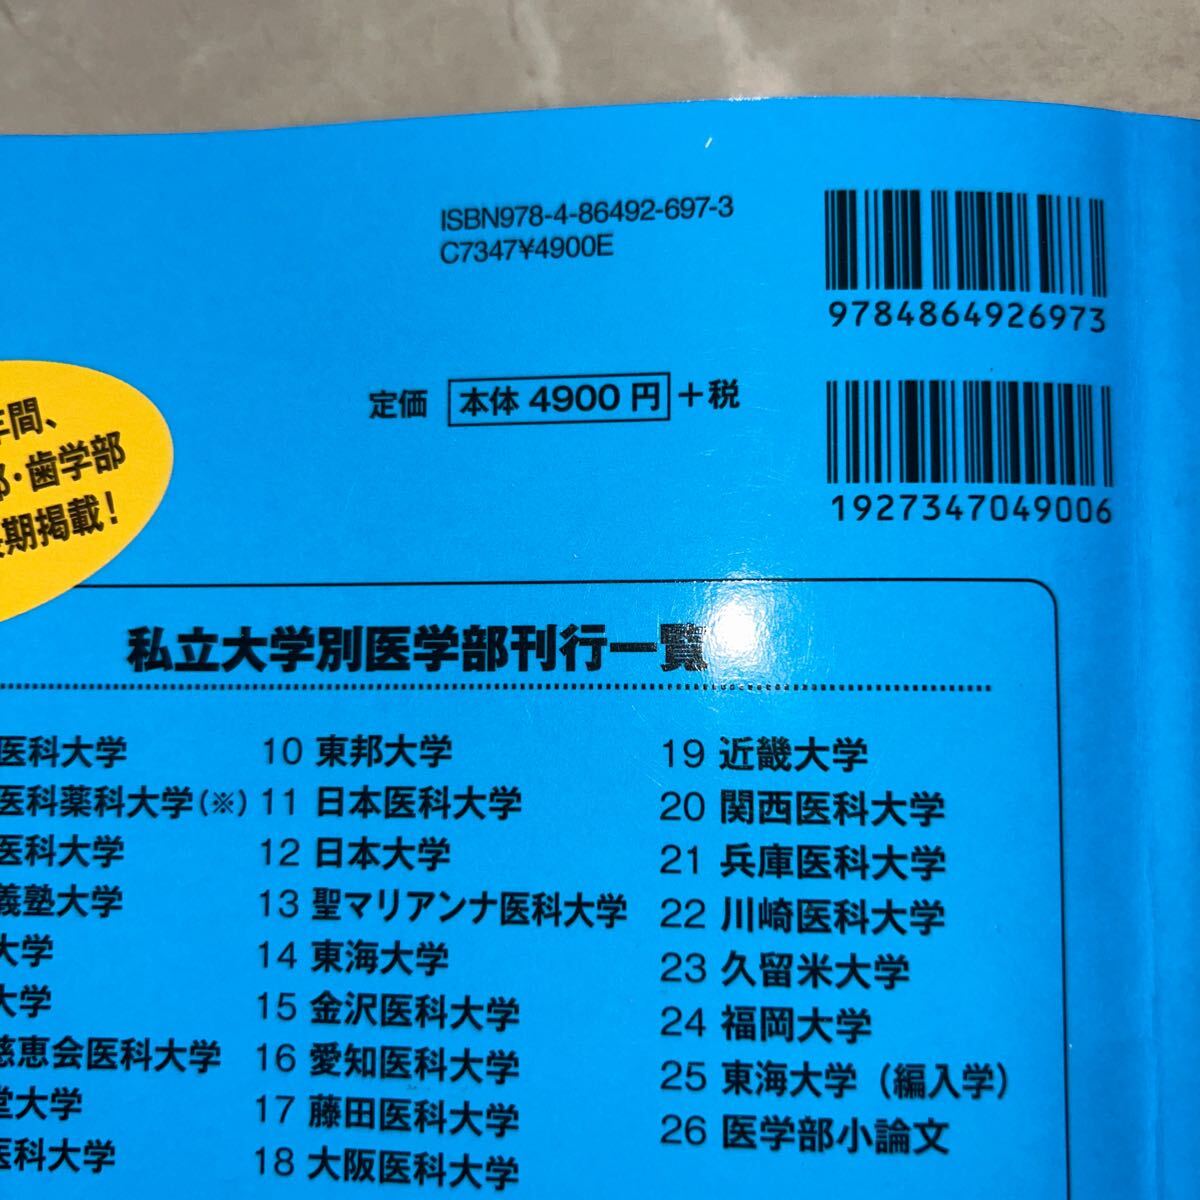 ISBN978-4-86492-697-3
C7347¥4900E
9784864926973
定価 本体 4900 円 +税
1927347049006
年間、
部・歯学部
期掲載！
私立大学別医学部刊行一覧
医科大学
医科薬科大学(※)
医科大学
義塾大学
大学
大学
慈恵会医科大学
堂大学
医科大学
10 東邦大学
11 日本医科大学
12 日本大学
13 聖マリアンナ医科大学
14 東海大学
15 金沢医科大学
16 愛知医科大学
17 藤田医科大学
18 大阪医科大学
19 近畿大学
20 関西医科大学
21 兵庫医科大学
22 川崎医科大学
23 久留米大学
24 福岡大学
25 東海大学（編入学）
26 医学部小論文